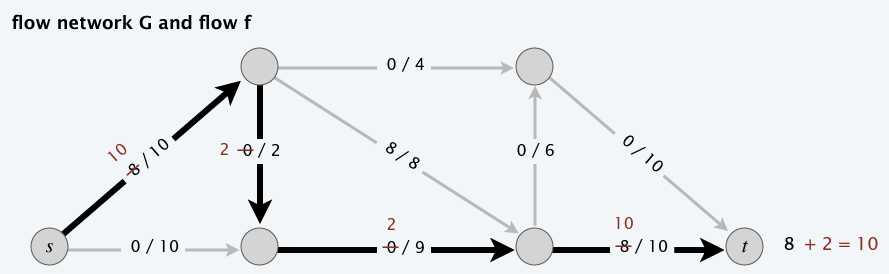 flow network G and flow f
0 / 4
10
8 / 10
2 0 / 2
8 / 8
0 / 6
0 / 10
2
10
s
0 / 10
0 / 9
8 / 10
t
8 + 2 = 10